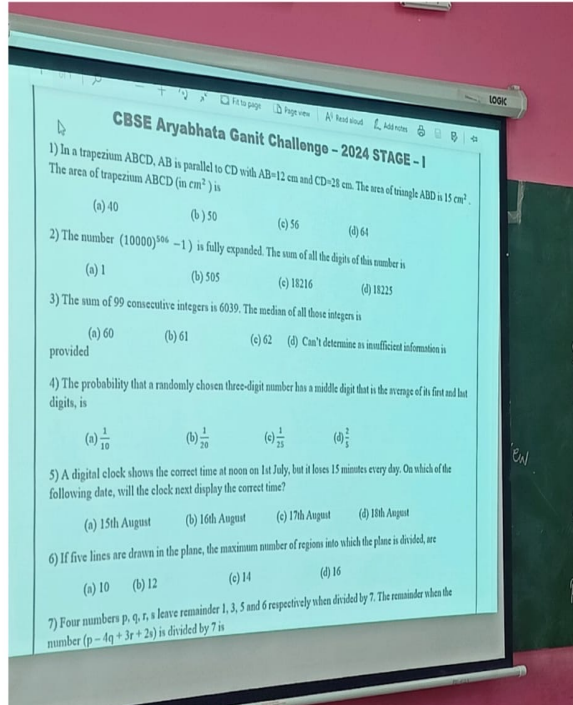 LOGIC
Fit to page Page view A Read aloud Add notes
CBSE Aryabhata Ganit Challenge – 2024 STAGE – I
1) In a trapezium ABCD, AB is parallel to CD with AB=12 cm and CD=28 cm. The area of triangle ABD is 15 cm².
The area of trapezium ABCD (in cm²) is
(a) 40 (b) 50 (c) 56 (d) 64
2) The number (10000)⁵⁰⁶ −1) is fully expanded. The sum of all the digits of this number is
(a) 1 (b) 505 (c) 18216 (d) 18225
3) The sum of 99 consecutive integers is 6039. The median of all those integers is
(a) 60 (b) 61 (c) 62 (d) Can't determine as insufficient information is
provided
4) The probability that a randomly chosen three-digit number has a middle digit that is the average of its first and last
digits, is
(a) 1/10 (b) 1/20 (c) 1/25 (d) 2/5
5) A digital clock shows the correct time at noon on 1st July, but it loses 15 minutes every day. On which of the
following date, will the clock next display the correct time?
(a) 15th August (b) 16th August (c) 17th August (d) 18th August
6) If five lines are drawn in the plane, the maximum number of regions into which the plane is divided, are
(a) 10 (b) 12 (c) 14 (d) 16
7) Four numbers p, q, r, s leave remainder 1, 3, 5 and 6 respectively when divided by 7. The remainder when the
number (p – 4q + 3r + 2s) is divided by 7 is